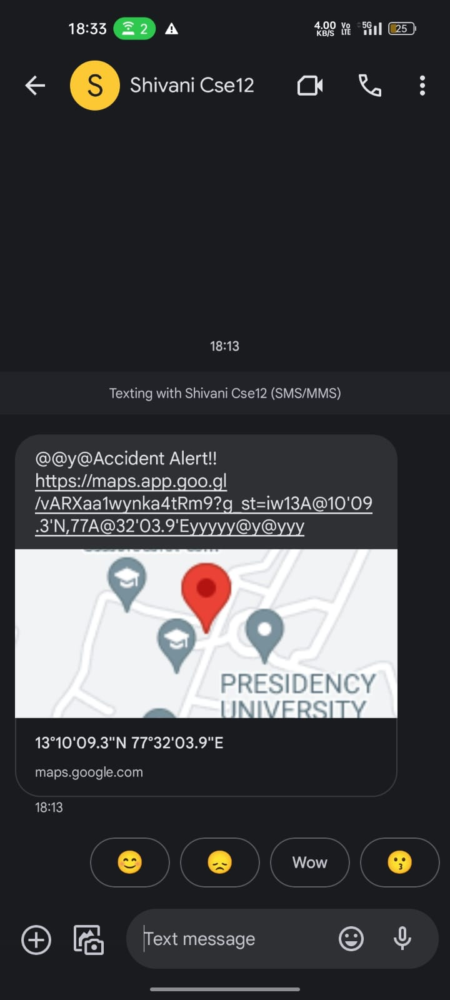 18:33 2 4.00 KB/S Vo LTE 5G 25
S Shivani Cse12
18:13
Texting with Shivani Cse12 (SMS/MMS)
@@y@Accident Alert!!
https://maps.app.goo.gl
/vARXaa1wynka4tRm9?g_st=iw13A@10'09
.3'N,77A@32'03.9'Eyyyyy@y@yyy
PRESIDENCY
UNIVERSITY
13°10'09.3"N 77°32'03.9"E
maps.google.com
18:13
Wow
Text message